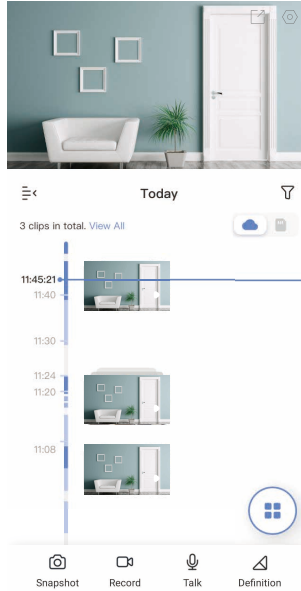 Today
3 clips in total. View All
11:45:21
11:40
11:30
11:24
11:20
11:08
Snapshot Record Talk Definition